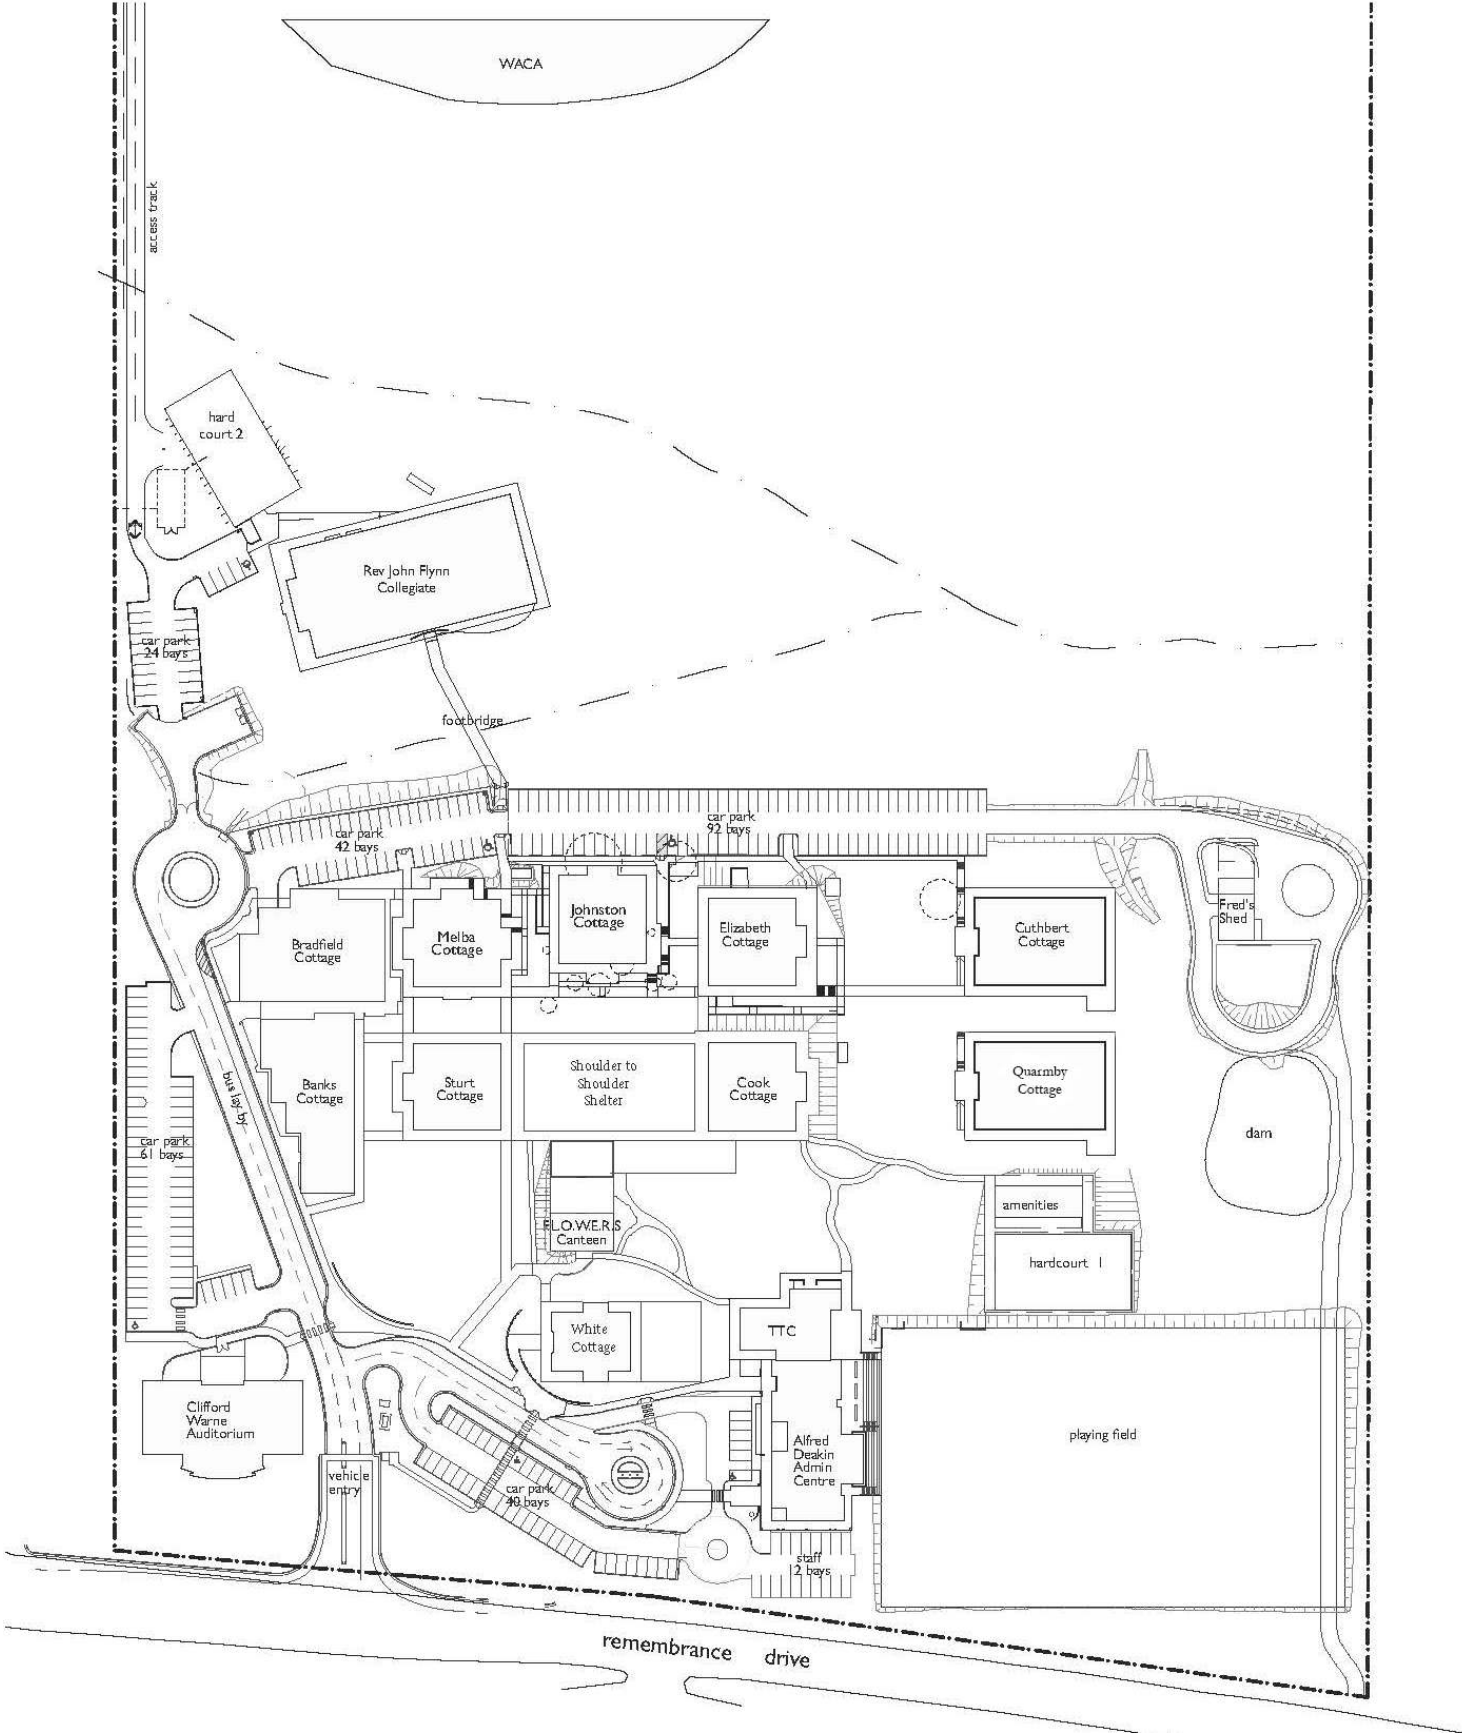 WACA
access track
hard
court 2
Rev John Flynn
Collegiate
car park
24 bays
footbridge
car park
42 bays
car park
92 bays
Bradfield
Cottage
Melba
Cottage
Johnston
Cottage
Elizabeth
Cottage
Cuthbert
Cottage
Fred's
Shed
Banks
Cottage
Sturt
Cottage
Shoulder to
Shoulder
Shelter
Cook
Cottage
Quarmby
Cottage
bus lay by
car park
61 bays
dam
F.L.O.W.E.R.S
Canteen
amenities
hardcourt 1
White
Cottage
TTC
Clifford
Warne
Auditorium
vehicle
entry
car park
40 bays
Alfred
Deakin
Admin
Centre
playing field
staff
12 bays
remembrance drive